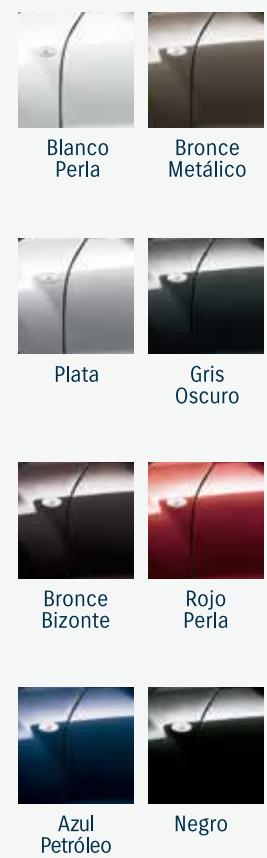 Blanco
Perla
Bronce
Metálico
Plata
Gris
Oscuro
Bronce
Bizonte
Rojo
Perla
Azul
Petróleo
Negro